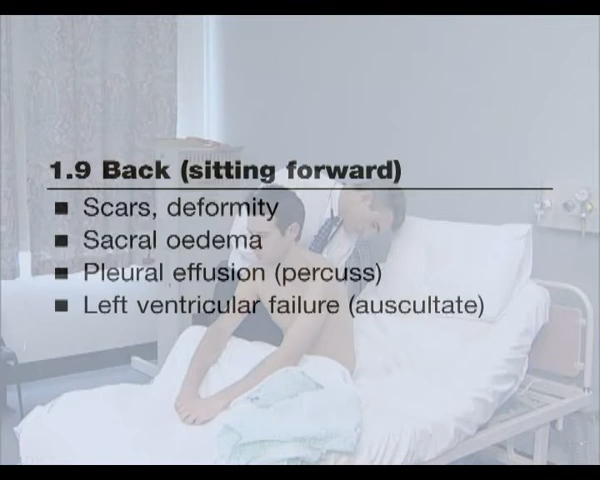 1.9 Back (sitting forward)
■ Scars, deformity
■ Sacral oedema
■ Pleural effusion (percuss)
■ Left ventricular failure (auscultate)